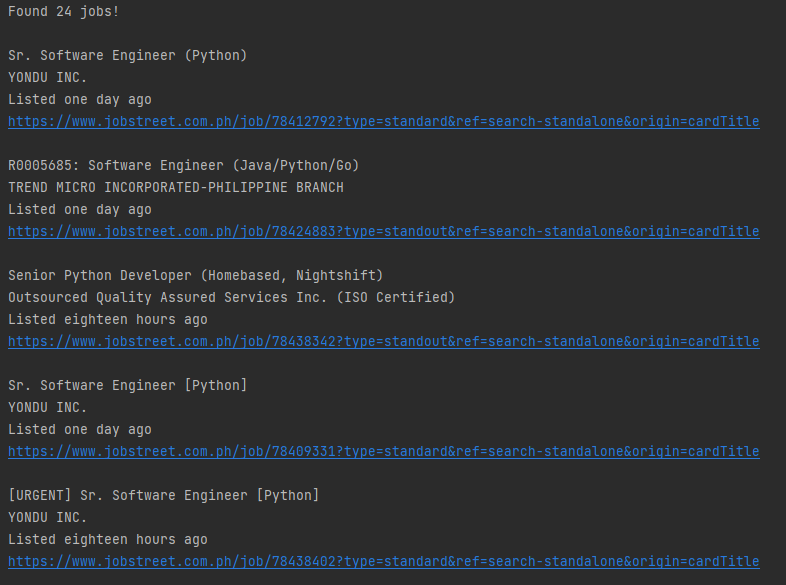 Found 24 jobs!
Sr. Software Engineer (Python)
YONDU INC.
Listed one day ago
https://www.jobstreet.com.ph/job/78412792?type=standard&ref=search-standalone&origin=cardTitle
R0005685: Software Engineer (Java/Python/Go)
TREND MICRO INCORPORATED-PHILIPPINE BRANCH
Listed one day ago
https://www.jobstreet.com.ph/job/78424883?type=standout&ref=search-standalone&origin=cardTitle
Senior Python Developer (Homebased, Nightshift)
Outsourced Quality Assured Services Inc. (ISO Certified)
Listed eighteen hours ago
https://www.jobstreet.com.ph/job/78438342?type=standout&ref=search-standalone&origin=cardTitle
Sr. Software Engineer [Python]
YONDU INC.
Listed one day ago
https://www.jobstreet.com.ph/job/78409331?type=standard&ref=search-standalone&origin=cardTitle
[URGENT] Sr. Software Engineer [Python]
YONDU INC.
Listed eighteen hours ago
https://www.jobstreet.com.ph/job/78438402?type=standard&ref=search-standalone&origin=cardTitle